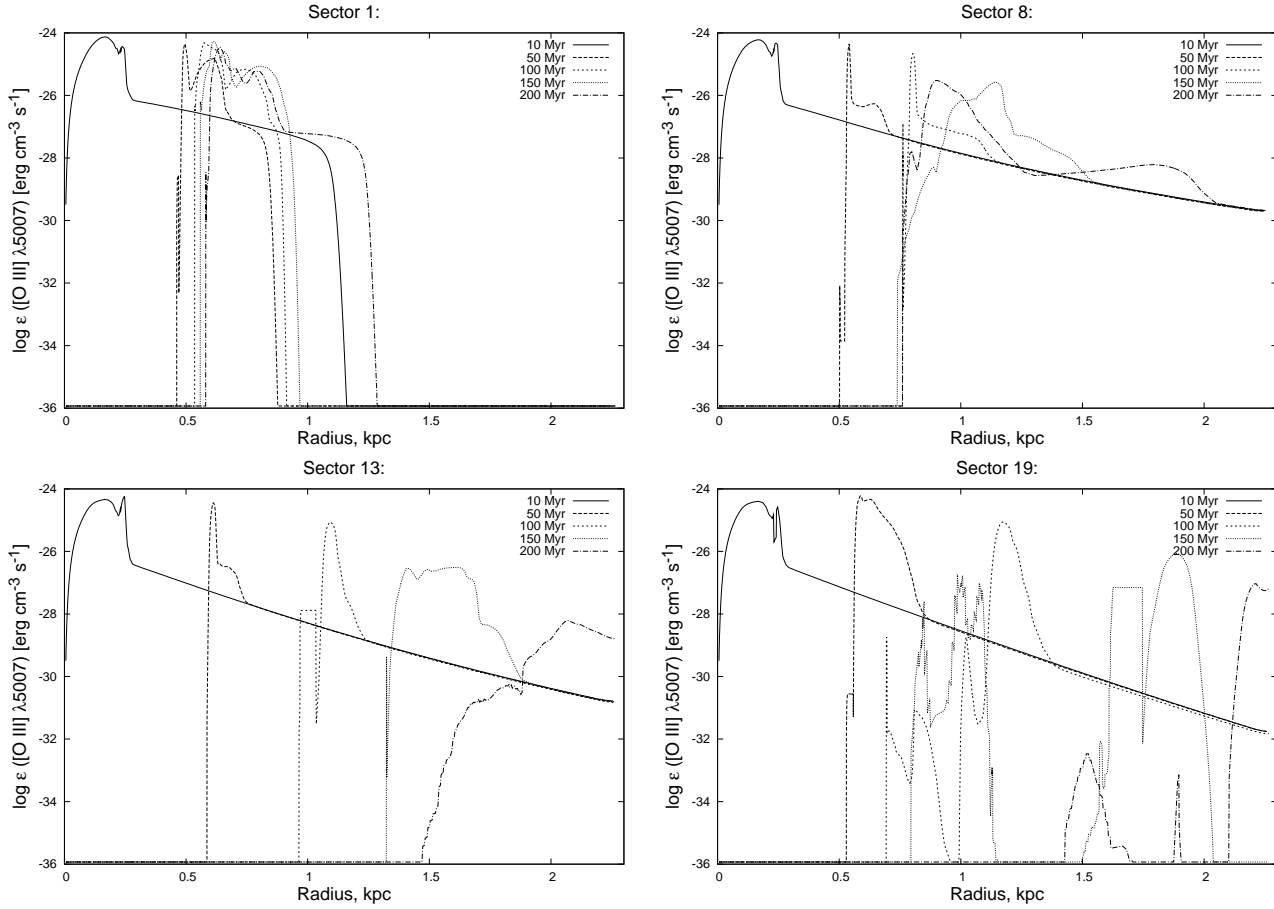 Sector 1:
log ε ([O III] λ5007) [erg cm-3 s-1]
-24
-26
-28
-30
-32
-34
-36
0
0.5
1
1.5
2
Radius, kpc
10 Myr
50 Myr
100 Myr
150 Myr
200 Myr
Sector 8:
log ε ([O III] λ5007) [erg cm-3 s-1]
-24
-26
-28
-30
-32
-34
-36
0
0.5
1
1.5
2
Radius, kpc
10 Myr
50 Myr
100 Myr
150 Myr
200 Myr
Sector 13:
log ε ([O III] λ5007) [erg cm-3 s-1]
-24
-26
-28
-30
-32
-34
-36
0
0.5
1
1.5
2
Radius, kpc
10 Myr
50 Myr
100 Myr
150 Myr
200 Myr
Sector 19:
log ε ([O III] λ5007) [erg cm-3 s-1]
-24
-26
-28
-30
-32
-34
-36
0
0.5
1
1.5
2
Radius, kpc
10 Myr
50 Myr
100 Myr
150 Myr
200 Myr